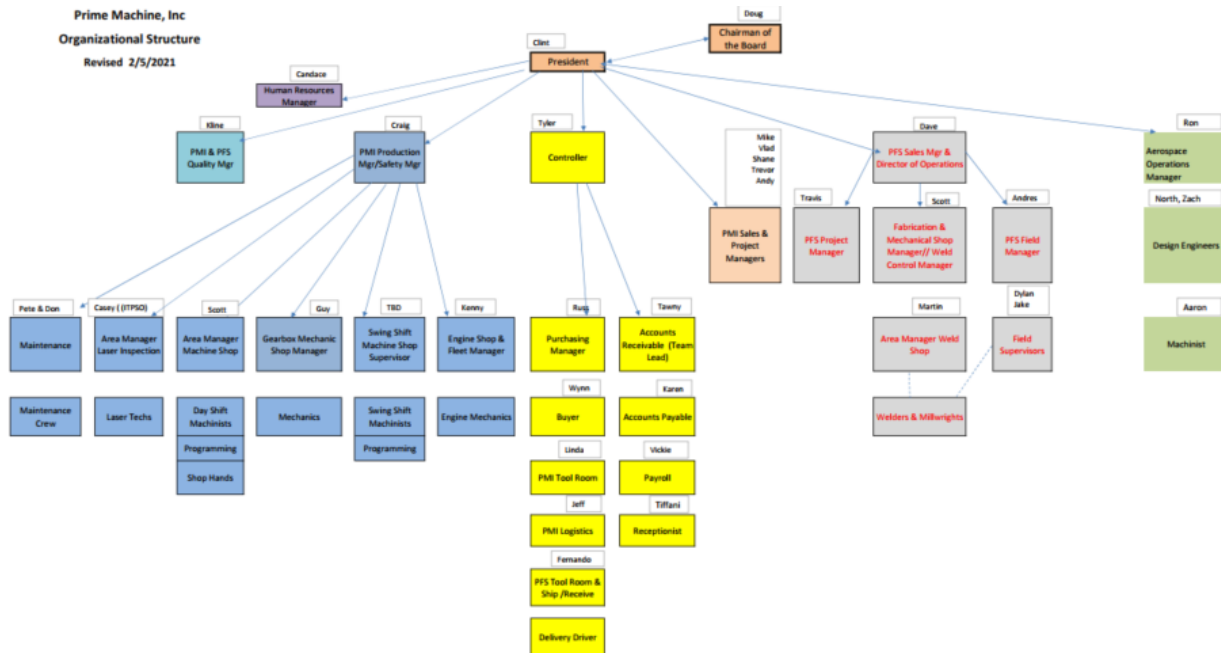 Prime Machine, Inc
Organizational Structure
Revised 2/5/2021
Doug
Chairman of
the Board
Clint
President
Candace
Human Resources
Manager
Kline
PMI & PFS
Quality Mgr
Craig
PMI Production
Mgr/Safety Mgr
Tyler
Controller
Mike
Vlad
Shane
Trevor
Andy
PMI Sales &
Project
Managers
Dave
PFS Sales Mgr &
Director of Operations
Ron
Aerospace
Operations
Manager
Travis
PFS Project
Manager
Scott
Fabrication &
Mechanical Shop
Manager// Weld
Control Manager
Andres
PFS Field
Manager
North, Zach
Design Engineers
Pete & Don
Maintenance
Casey ( (ITPSO)
Area Manager
Laser Inspection
Scott
Area Manager
Machine Shop
Guy
Gearbox Mechanic
Shop Manager
TBD
Swing Shift
Machine Shop
Supervisor
Kenny
Engine Shop &
Fleet Manager
Purchasing
Manager
Tawny
Accounts
Receivable (Team
Lead)
Martin
Area Manager Weld
Shop
Dylan
Jake
Field
Supervisors
Aaron
Machinist
Maintenance
Crew
Laser Techs
Day Shift
Machinists
Programming
Shop Hands
Mechanics
Swing Shift
Machinists
Programming
Engine Mechanics
Wynn
Buyer
Karen
Accounts Payable
Welders & Millwrights
Linda
PMI Tool Room
Vickie
Payroll
Jeff
PMI Logistics
Tiffani
Receptionist
Fernando
PFS Tool Room &
Ship /Receive
Delivery Driver